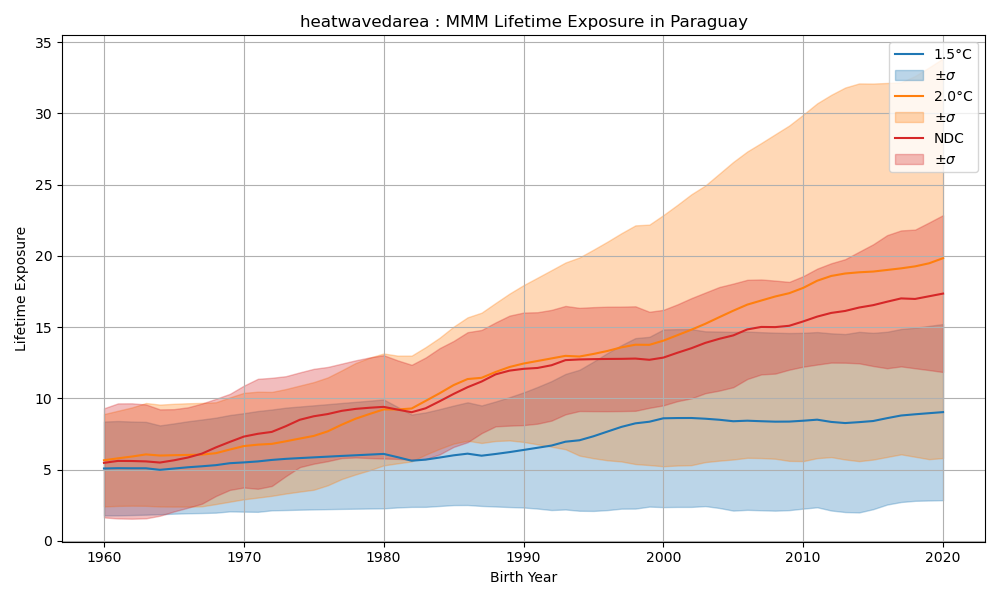 heatwavedarea : MMM Lifetime Exposure in Paraguay
35
30
25
20
15
10
5
0
Lifetime Exposure
1.5°C
±σ
2.0°C
±σ
NDC
±σ
1960 1970 1980 1990 2000 2010 2020
Birth Year